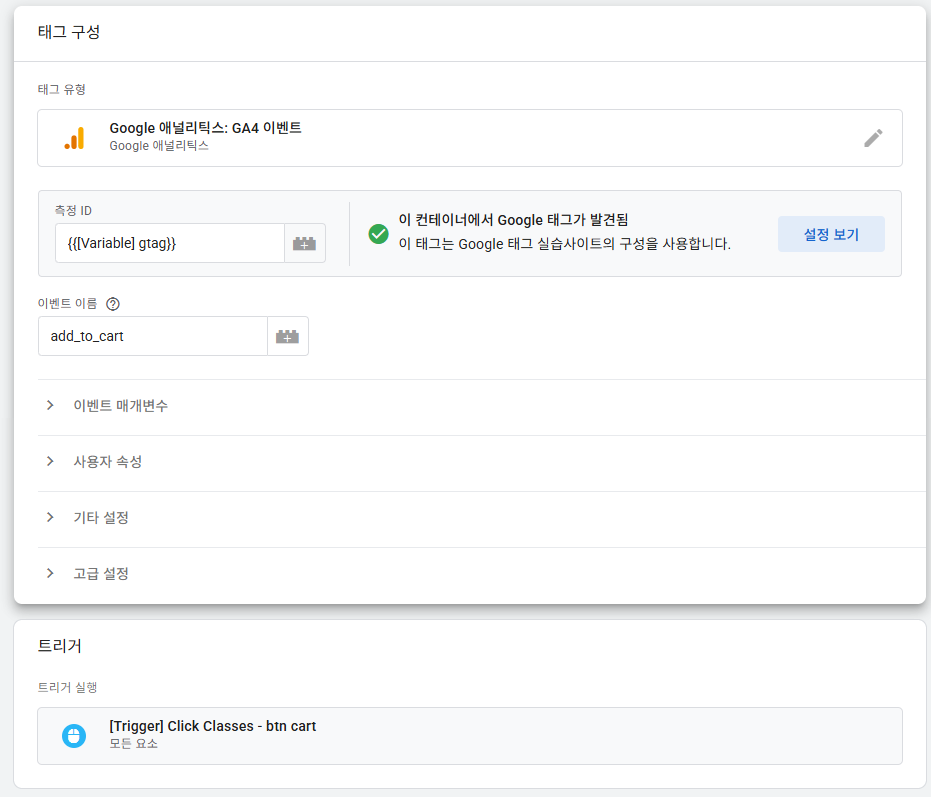 태그 구성
태그 유형
Google 애널리틱스: GA4 이벤트
Google 애널리틱스
측정 ID
{{[Variable] gtag}}
이 컨테이너에서 Google 태그가 발견됨
이 태그는 Google 태그 실습사이트의 구성을 사용합니다.
설정 보기
이벤트 이름
add_to_cart
이벤트 매개변수
사용자 속성
기타 설정
고급 설정
트리거
트리거 실행
[Trigger] Click Classes - btn cart
모든 요소